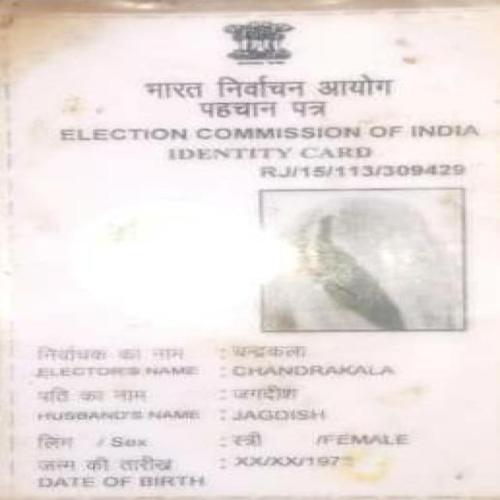 भारत निर्वाचन आयोग
पहचान पत्र
ELECTION COMMISSION OF INDIA
IDENTITY CARD
RJ/15/113/309429
निर्वाचक का नाम : चन्द्रकला
ELECTOR'S NAME : CHANDRAKALA
पति का नाम : जगदीश
HUSBAND'S NAME : JAGDISH
लिंग / Sex : स्त्री /FEMALE
जन्म की तारीख : XX/XX/
DATE OF BIRTH